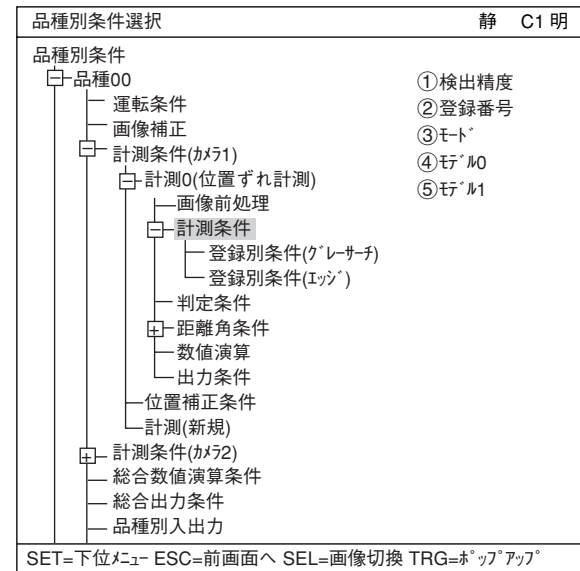 品種別条件選択 静 C1 明
品種別条件
品種00
運転条件
画像補正
計測条件(ｶﾒﾗ1)
計測0(位置ずれ計測)
画像前処理
計測条件
登録別条件(ｸﾞﾚｰｻｰﾁ)
登録別条件(ｴｯｼﾞ)
判定条件
距離角条件
数値演算
出力条件
位置補正条件
計測(新規)
計測条件(ｶﾒﾗ2)
総合数値演算条件
総合出力条件
品種別入出力
①検出精度
②登録番号
③ﾓｰﾄﾞ
④ﾓﾃﾞﾙ0
⑤ﾓﾃﾞﾙ1
SET=下位ﾒﾆｭｰ ESC=前画面へ SEL=画像切換 TRG=ﾎﾟｯﾌﾟｱｯﾌﾟ